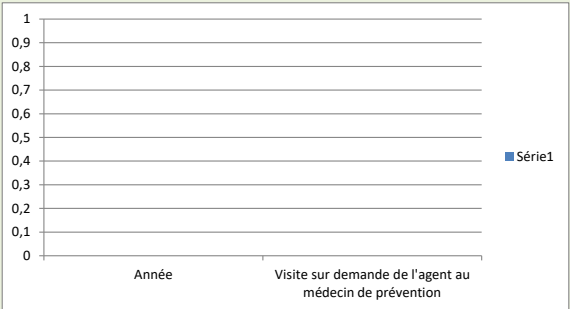 1
0,9
0,8
0,7
0,6
0,5
0,4
0,3
0,2
0,1
0
Série1
Année
Visite sur demande de l'agent au
médecin de prévention